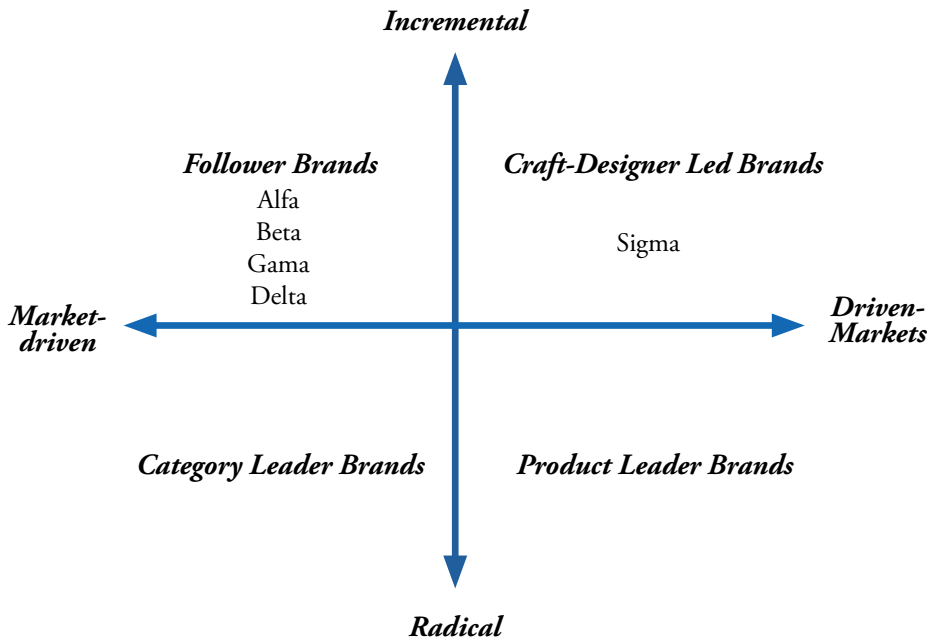 Incremental
Follower Brands
Alfa
Beta
Gama
Delta
Craft-Designer Led Brands
Sigma
Market-
driven
Driven-
Markets
Category Leader Brands
Product Leader Brands
Radical